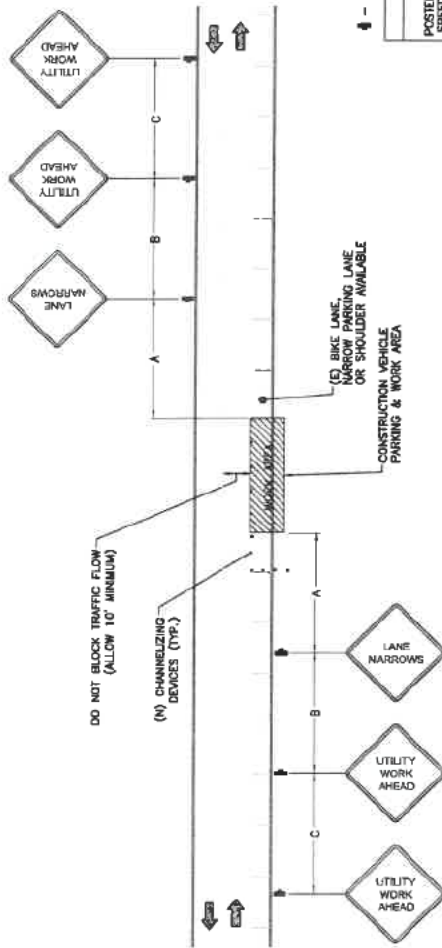 UTILITY
WORK
AHEAD
UTILITY
WORK
AHEAD
LANE
NARROWS
C
B
A
DO NOT BLOCK TRAFFIC FLOW
(ALLOW 10' MINIMUM)
(N) CHANNELIZING
DEVICES (TYP.)
WORK AREA
(E) BIKE LANE,
NARROW PARKING LANE
OR SHOULDER AVAILABLE
CONSTRUCTION VEHICLE
PARKING & WORK AREA
A
B
C
LANE
NARROWS
UTILITY
WORK
AHEAD
UTILITY
WORK
AHEAD
-
POSTED